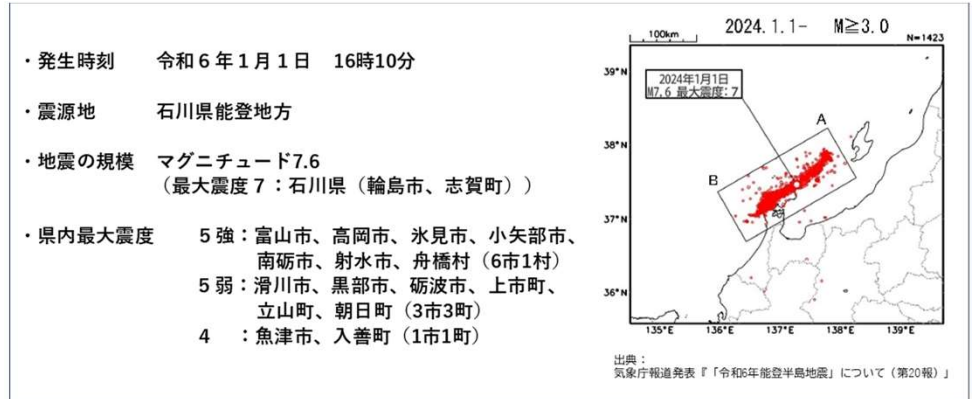 ・発生時刻　令和６年１月１日　16時10分
・震源地　石川県能登地方
・地震の規模　マグニチュード7.6
（最大震度７：石川県（輪島市、志賀町））
・県内最大震度　５強：富山市、高岡市、氷見市、小矢部市、
南砺市、射水市、舟橋村（6市1村）
５弱：滑川市、黒部市、砺波市、上市町、
立山町、朝日町（3市3町）
４　：魚津市、入善町（1市1町）
100km
2024.1.1-　M≧3.0
N=1423
39°N
2024年1月1日
M7.6 最大震度:７
A
38°N
B
37°N
36°N
135°E 136°E 137°E 138°E 139°E
出典：
気象庁報道発表『「令和6年能登半島地震」について（第20報）」